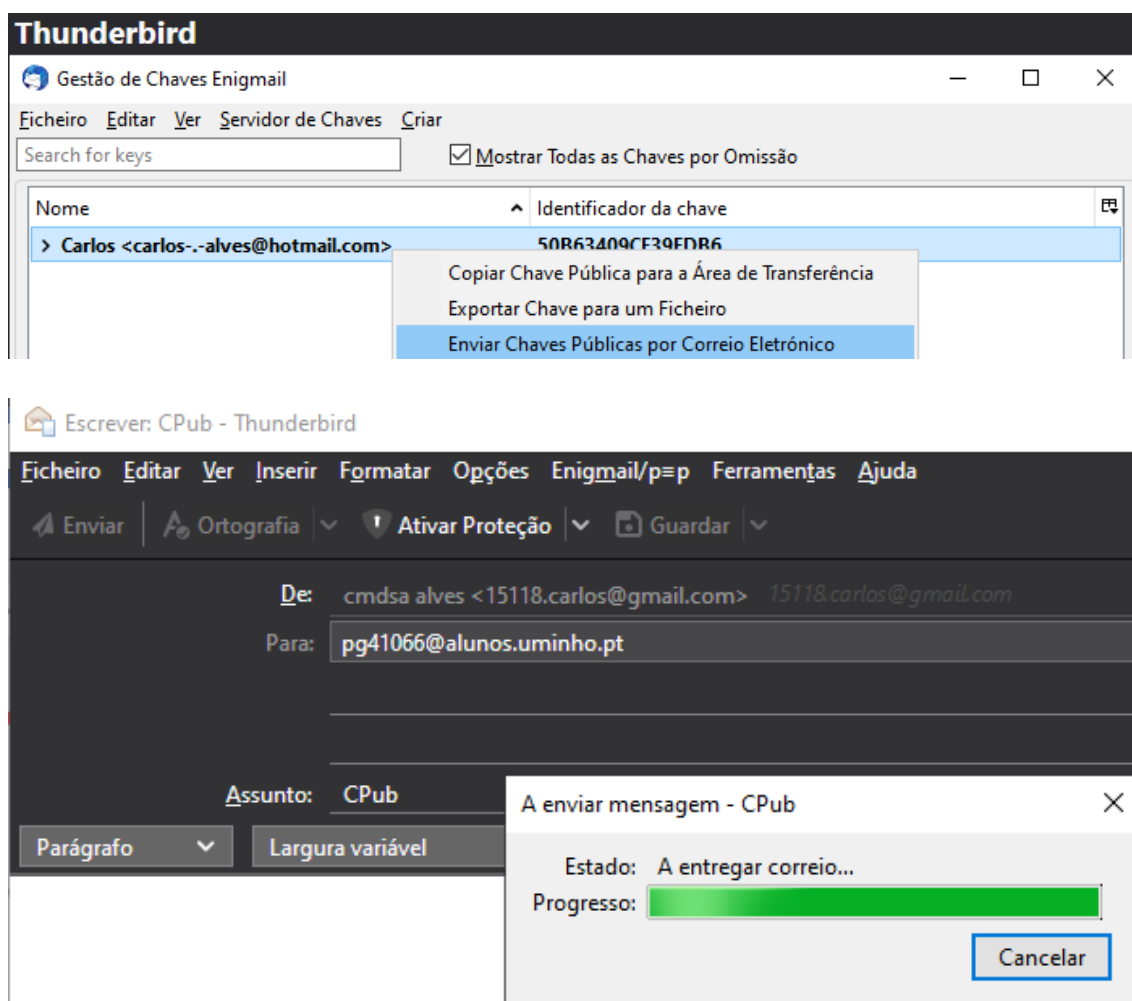 Thunderbird
Gestão de Chaves Enigmail
Ficheiro Editar Ver Servidor de Chaves Criar
Search for keys Mostrar Todas as Chaves por Omissão
Nome Identificador da chave
Carlos <carlos-.-alves@hotmail.com> 50B63409CF39FDB6
Copiar Chave Pública para a Área de Transferência
Exportar Chave para um Ficheiro
Enviar Chaves Públicas por Correio Eletrónico
Escrever: CPub - Thunderbird
Ficheiro Editar Ver Inserir Formatar Opções Enigmail/p≡p Ferramentas Ajuda
Enviar Ortografia Ativar Proteção Guardar
De: cmdsa alves <15118.carlos@gmail.com> 15118.carlos@gmail.com
Para: pg41066@alunos.uminho.pt
Assunto: CPub
Parágrafo Largura variável
A enviar mensagem - CPub
Estado: A entregar correio...
Progresso:
Cancelar